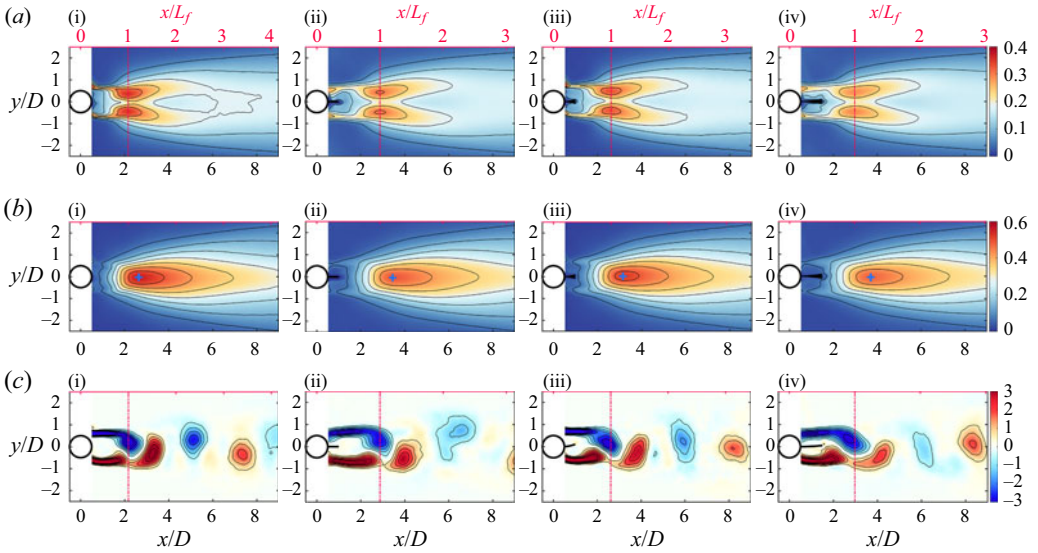 (a) (i) x/L_f (ii) x/L_f (iii) x/L_f (iv) x/L_f
0 1 2 3 4 0 1 2 3 0 1 2 3 0 1 2 3
y/D 2 1 0 −1 −2 0.4 0.3 0.2 0.1 0
0 2 4 6 8 0 2 4 6 8 0 2 4 6 8 0 2 4 6 8
(b) (i) (ii) (iii) (iv)
y/D 2 1 0 −1 −2 0.6 0.4 0.2 0
0 2 4 6 8 0 2 4 6 8 0 2 4 6 8 0 2 4 6 8
(c) (i) (ii) (iii) (iv)
y/D 2 1 0 −1 −2 3 2 1 0 −1 −2 −3
0 2 4 6 8 0 2 4 6 8 0 2 4 6 8 0 2 4 6 8
x/D x/D x/D x/D